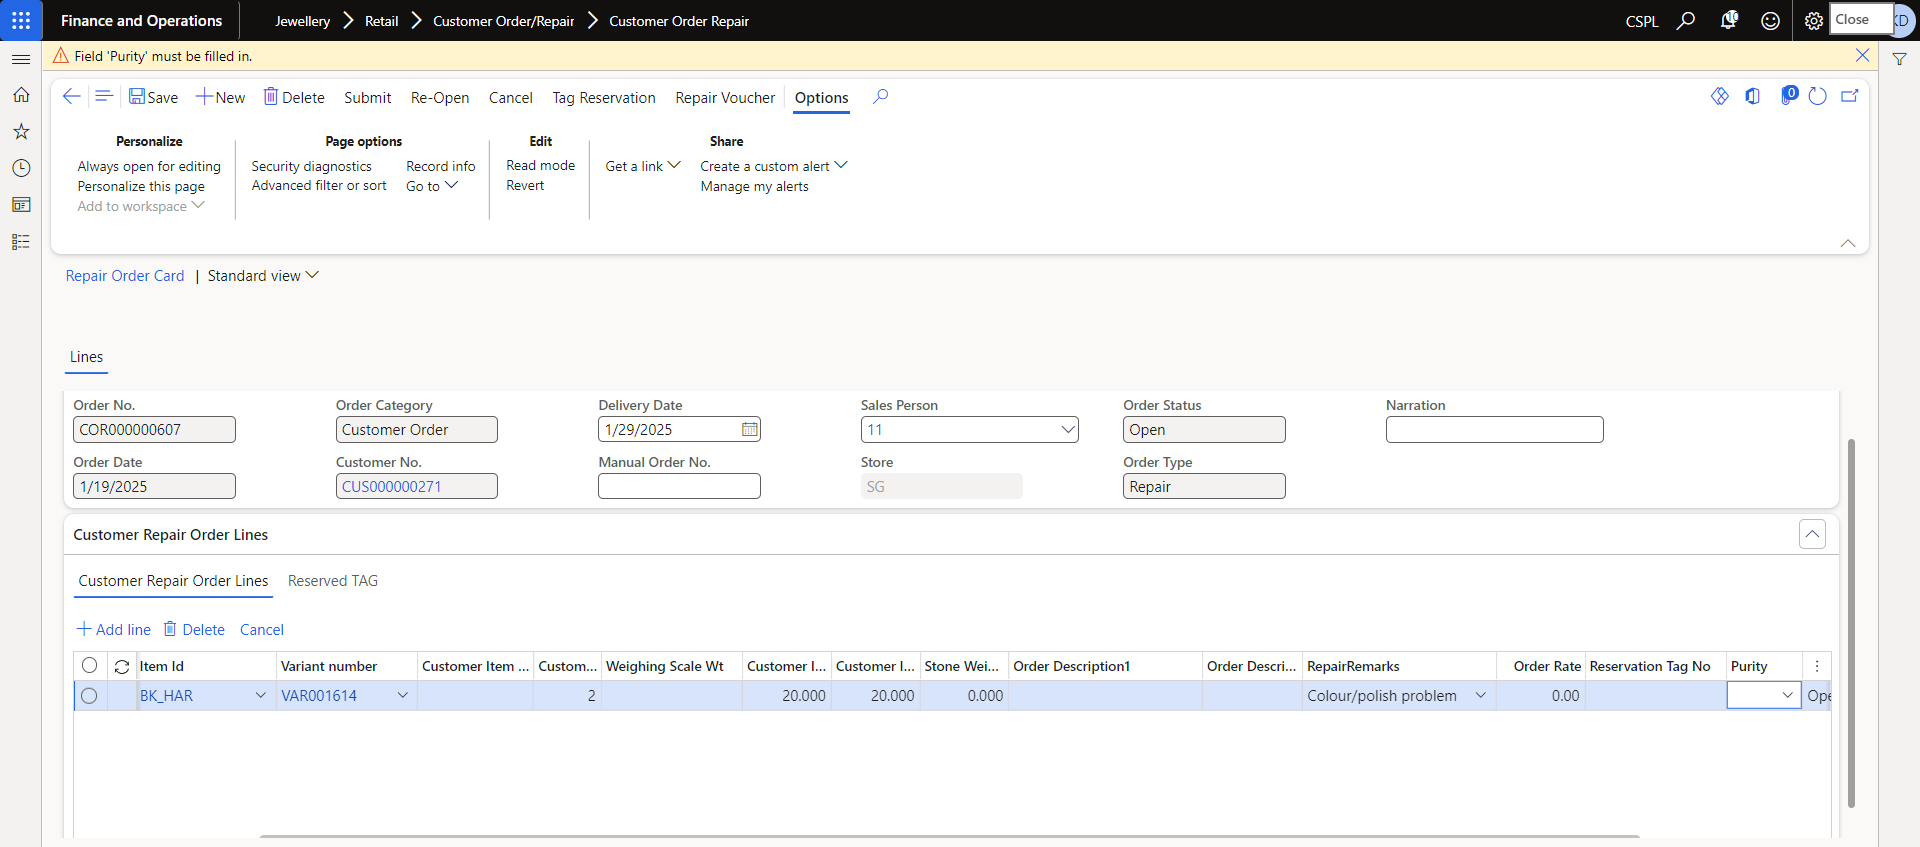 Finance and Operations
Jewellery
Retail
Customer Order/Repair
Customer Order Repair
CSPL
Close
Field 'Purity' must be filled in.
Save
New
Delete
Submit
Re-Open
Cancel
Tag Reservation
Repair Voucher
Options
0
Personalize
Always open for editing
Personalize this page
Add to workspace
Page options
Security diagnostics
Advanced filter or sort
Record info
Go to
Edit
Read mode
Revert
Get a link
Share
Create a custom alert
Manage my alerts
Repair Order Card | Standard view
Lines
Order No.
COR000000607
Order Category
Customer Order
Delivery Date
1/29/2025
Sales Person
11
Order Status
Open
Narration
Order Date
1/19/2025
Customer No.
CUS000000271
Manual Order No.
Store
SG
Order Type
Repair
Customer Repair Order Lines
Customer Repair Order Lines
Reserved TAG
Add line
Delete
Cancel
Item Id
Variant number
Customer Item ...
Custom...
Weighing Scale Wt
Customer I...
Customer I...
Stone Wei...
Order Description1
Order Descri...
RepairRemarks
Order Rate
Reservation Tag No
Purity
BK_HAR
VAR001614
2
20.000
20.000
0.000
Colour/polish problem
0.00
Ope